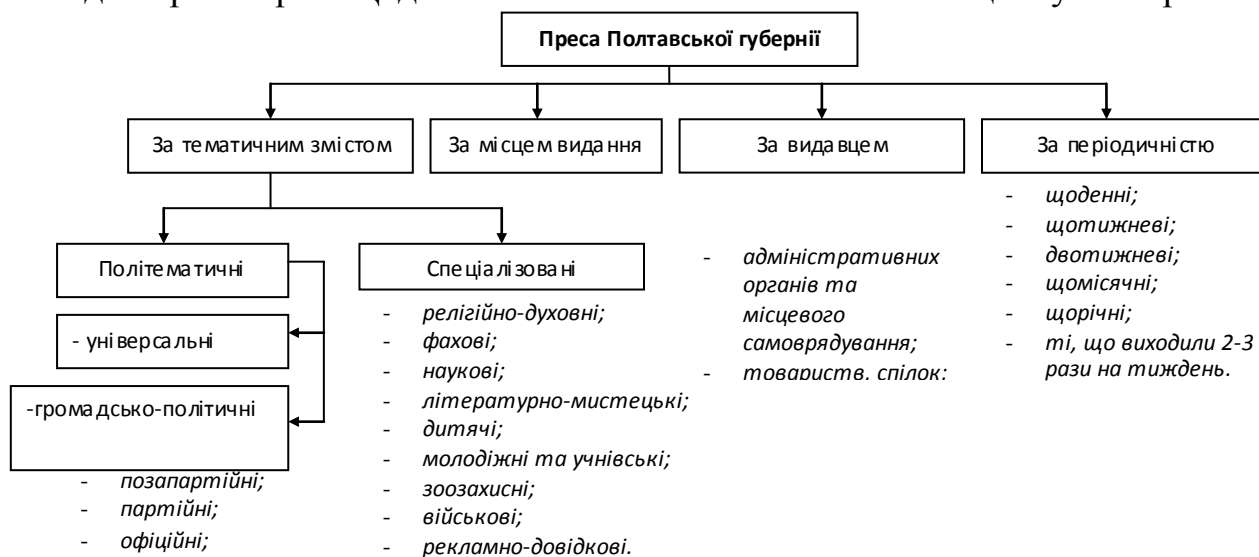 Преса Полтавської губернії
За тематичним змістом
За місцем видання
За видавцем
За періодичністю
Політематичні
- універсальні
-громадсько-політичні
- позапартійні;
- партійні;
- офіційні;
Спеціалізовані
- релігійно-духовні;
- фахові;
- наукові;
- літературно-мистецькі;
- дитячі;
- молодіжні та учнівські;
- зоозахисні;
- військові;
- рекламно-довідкові.
- адміністративних
органів та
місцевого
самоврядування;
- товариств, спілок;
- щоденні;
- щотижневі;
- двотижневі;
- щомісячні;
- щорічні;
- ті, що виходили 2-3
рази на тиждень.